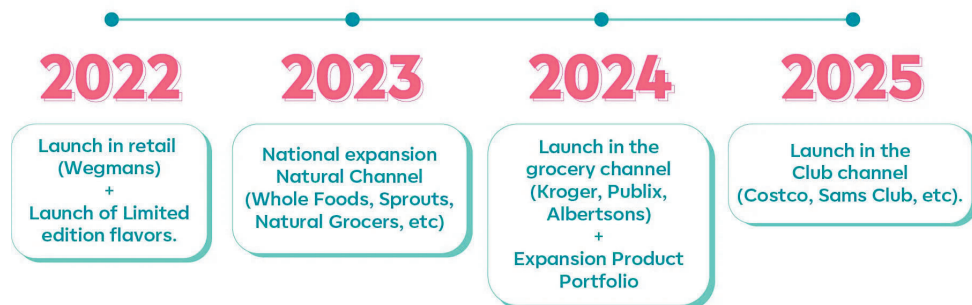 2022
Launch in retail
(Wegmans)
+
Launch of Limited
edition flavors.
2023
National expansion
Natural Channel
(Whole Foods, Sprouts,
Natural Grocers, etc)
2024
Launch in the
grocery channel
(Kroger, Publix,
Albertsons)
+
Expansion Product
Portfolio
2025
Launch in the
Club channel
(Costco, Sams Club, etc).